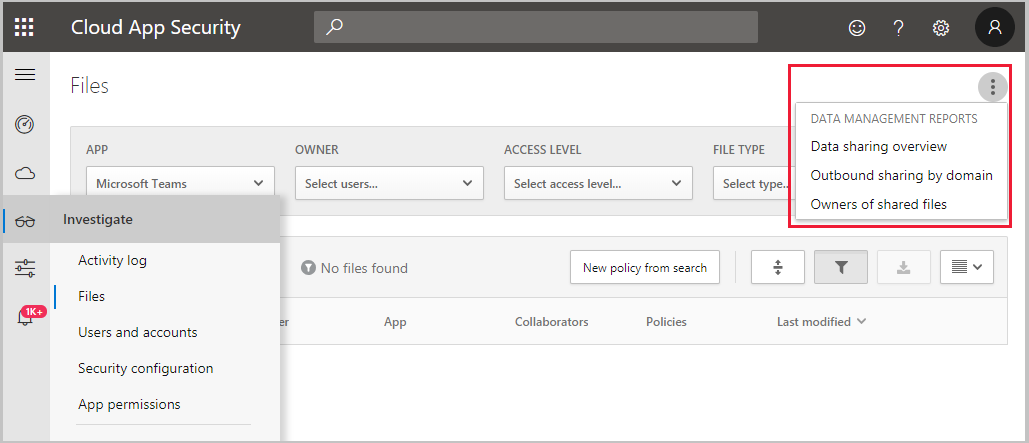 Cloud App Security
Files
DATA MANAGEMENT REPORTS
Data sharing overview
Outbound sharing by domain
Owners of shared files
APP
OWNER
ACCESS LEVEL
FILE TYPE
Microsoft Teams
Select users...
Select access level...
Select type...
Investigate
Activity log
Files
Users and accounts
Security configuration
App permissions
1K+
No files found
New policy from search
App
Collaborators
Policies
Last modified